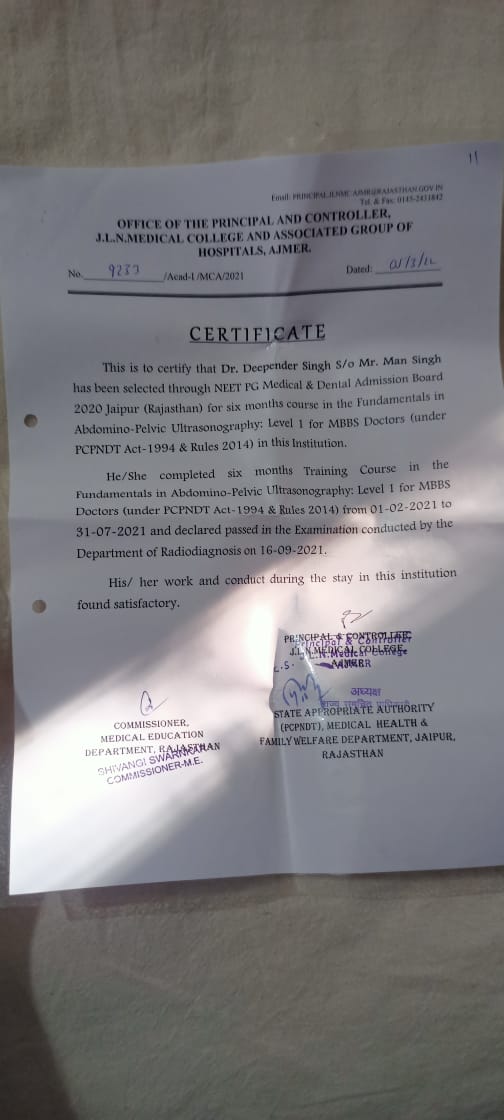 11
Email: PRINCIPAL.JLNMC.AJMR@RAJASTHAN.GOV.IN
Tel. & Fax: 0145-2431842
OFFICE OF THE PRINCIPAL AND CONTROLLER,
J.L.N.MEDICAL COLLEGE AND ASSOCIATED GROUP OF
HOSPITALS, AJMER.
No. 9233 /Acad-I/MCA/2021 Dated:
CERTIFICATE
This is to certify that Dr. Deepender Singh S/o Mr. Man Singh
has been selected through NEET PG Medical & Dental Admission Board
2020 Jaipur (Rajasthan) for six months course in the Fundamentals in
Abdomino-Pelvic Ultrasonography: Level 1 for MBBS Doctors (under
PCPNDT Act-1994 & Rules 2014) in this Institution.
He/She completed six months Training Course in the
Fundamentals in Abdomino-Pelvic Ultrasonography: Level 1 for MBBS
Doctors (under PCPNDT Act-1994 & Rules 2014) from 01-02-2021 to
31-07-2021 and declared passed in the Examination conducted by the
Department of Radiodiagnosis on 16-09-2021.
His/ her work and conduct during the stay in this institution
found satisfactory.
PRINCIPAL & CONTROLLER
Principal & Controller
J.L.N.MEDICAL COLLEGE,
J.L.N.Medical College
AJMER
L.S.
अध्यक्ष
STATE APPROPRIATE AUTHORITY
(PCPNDT), MEDICAL HEALTH &
FAMILY WELFARE DEPARTMENT, JAIPUR,
RAJASTHAN
COMMISSIONER,
MEDICAL EDUCATION
DEPARTMENT, RAJASTHAN
SHIVANGI SWARNKAR
COMMISSIONER-M.E.